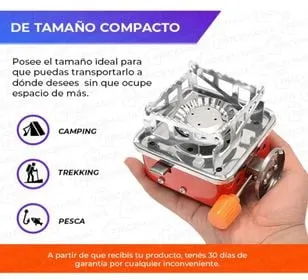 DE TAMAÑO COMPACTO
Posee el tamaño ideal para
que puedas transportarlo a
dónde desees sin que ocupe
espacio de más.
CAMPING
TREKKING
PESCA
A partir de que recibís tu producto, tenés 30 días de
garantía por cualquier inconveniente.